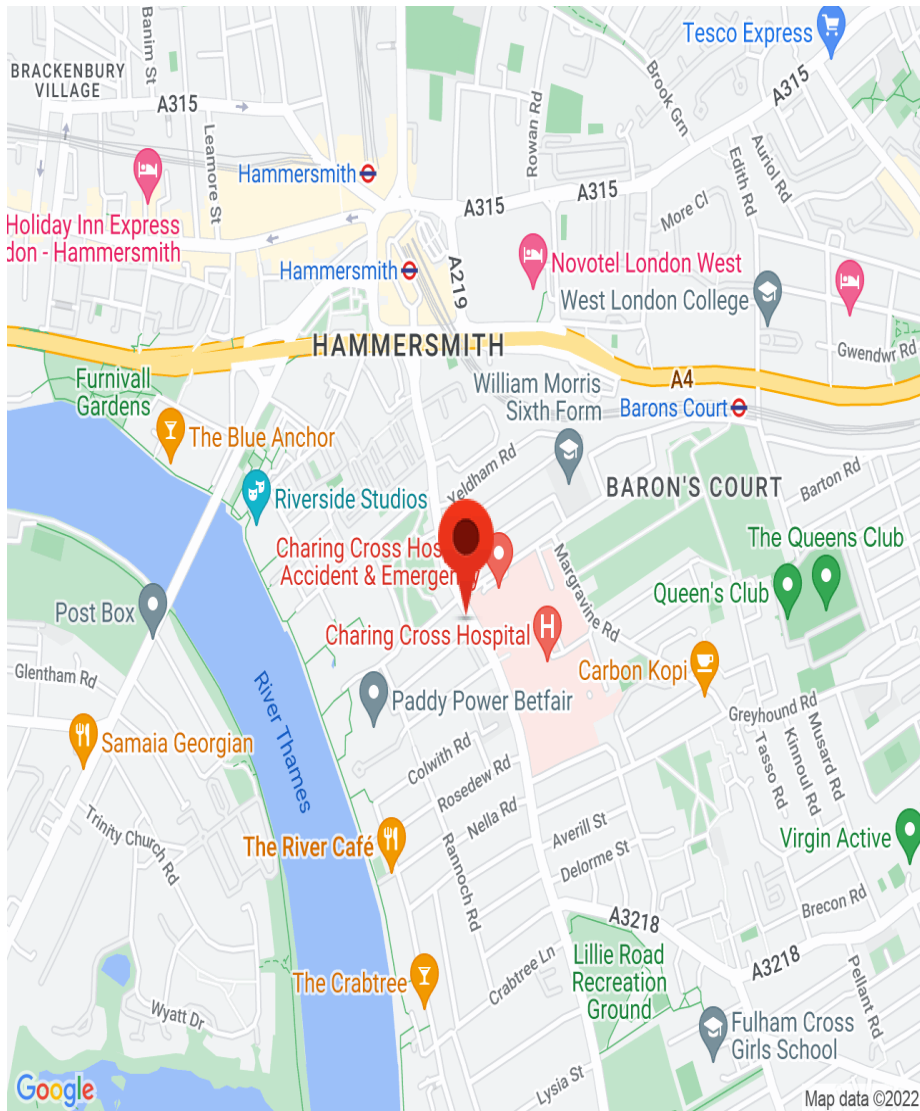 Banim St
Tesco Express
BRACKENBURY
VILLAGE
A315
A315
Brook Grn
Rowan Rd
Leamore St
Auriol Rd
Edith Rd
Hammersmith
A315
A315
More Cl
Holiday Inn Express
don - Hammersmith
Hammersmith
A219
Novotel London West
West London College
HAMMERSMITH
Gwendwr Rd
Furnivall
Gardens
A4
William Morris
Sixth Form
Barons Court
The Blue Anchor
Yeldham Rd
Barton Rd
BARON'S COURT
Riverside Studios
The Queens Club
Charing Cross Hos
Accident & Emergency
Margravine Rd
Queen's Club
Post Box
Charing Cross Hospital
H
Carbon Kopi
Glentham Rd
River Thames
Paddy Power Betfair
Greyhound Rd
Samaia Georgian
Colwith Rd
Tasso Rd
Kinnoul Rd
Musard Rd
Rosedew Rd
Nella Rd
Trinity Church Rd
The River Café
Rannoch Rd
Averill St
Delorme St
Virgin Active
Brecon Rd
A3218
A3218
Lillie Road
Recreation
Ground
Crabtree Ln
The Crabtree
Pellant Rd
Wyatt Dr
Fulham Cross
Girls School
Lysia St
Google
Map data ©2022